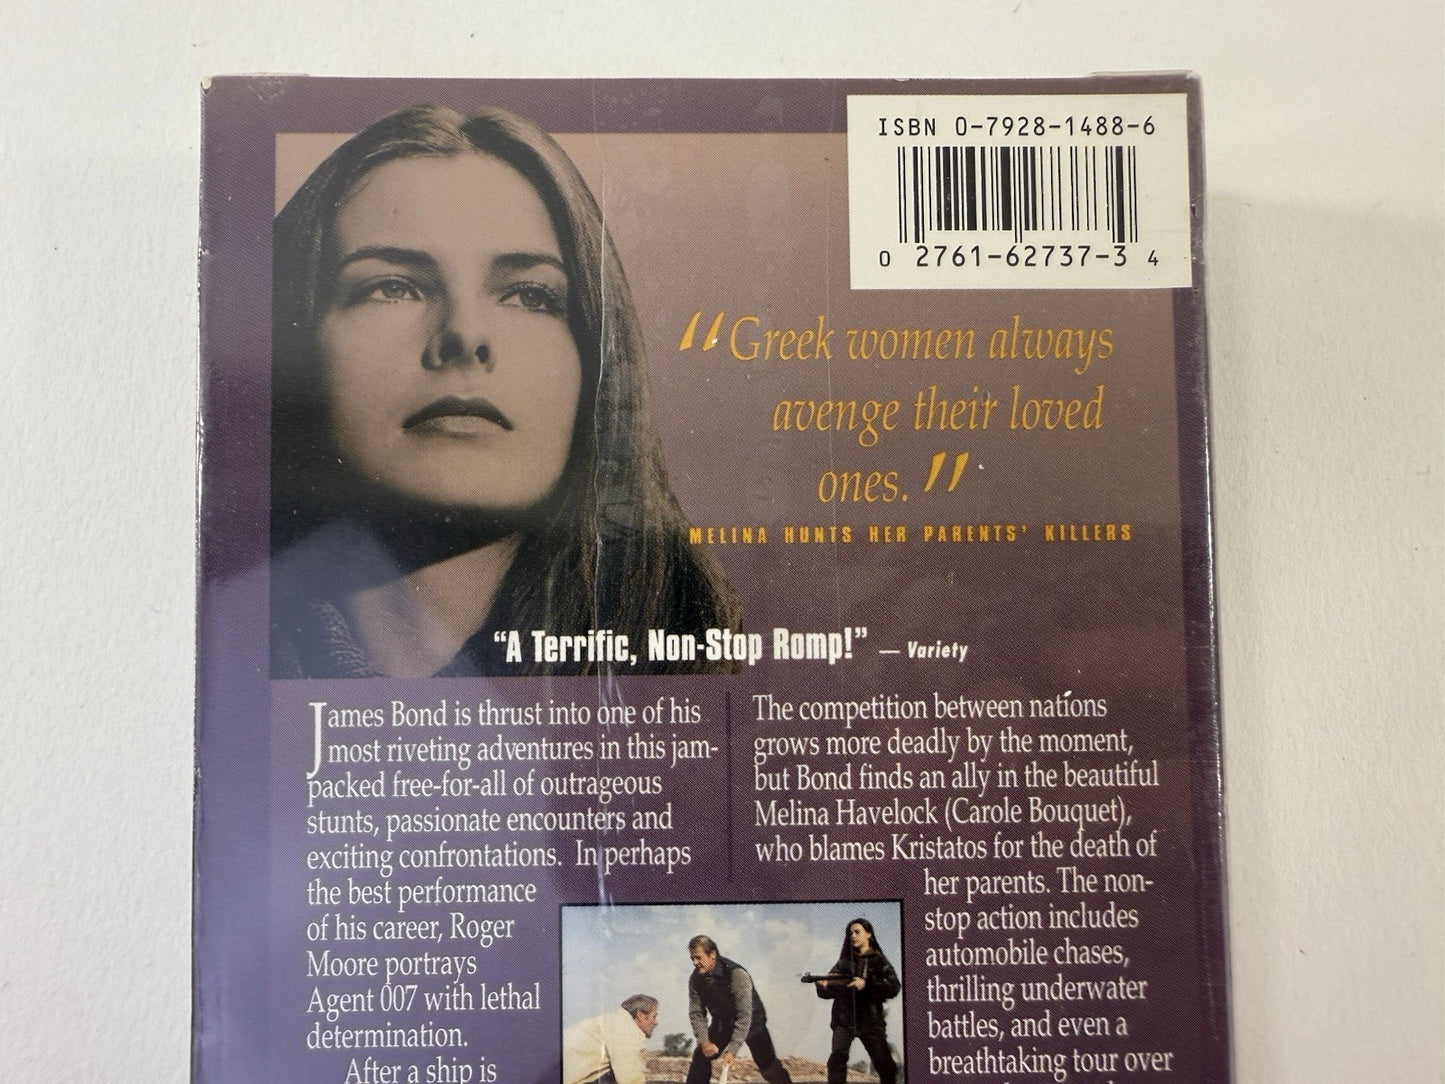 ISBN 0-7928-1488-6
0 2761-62737-3 4
"Greek women always
avenge their loved
ones."
MELINA HUNTS HER PARENTS' KILLERS
"A Terrific, Non-Stop Romp!" — Variety
James Bond is thrust into one of his
most riveting adventures in this jam-
packed free-for-all of outrageous
stunts, passionate encounters and
exciting confrontations. In perhaps
the best performance
of his career, Roger
Moore portrays
Agent 007 with lethal
determination.
After a ship is
The competition between nations
grows more deadly by the moment,
but Bond finds an ally in the beautiful
Melina Havelock (Carole Bouquet),
who blames Kristatos for the death of
her parents. The non-
stop action includes
automobile chases,
thrilling underwater
battles, and even a
breathtaking tour over